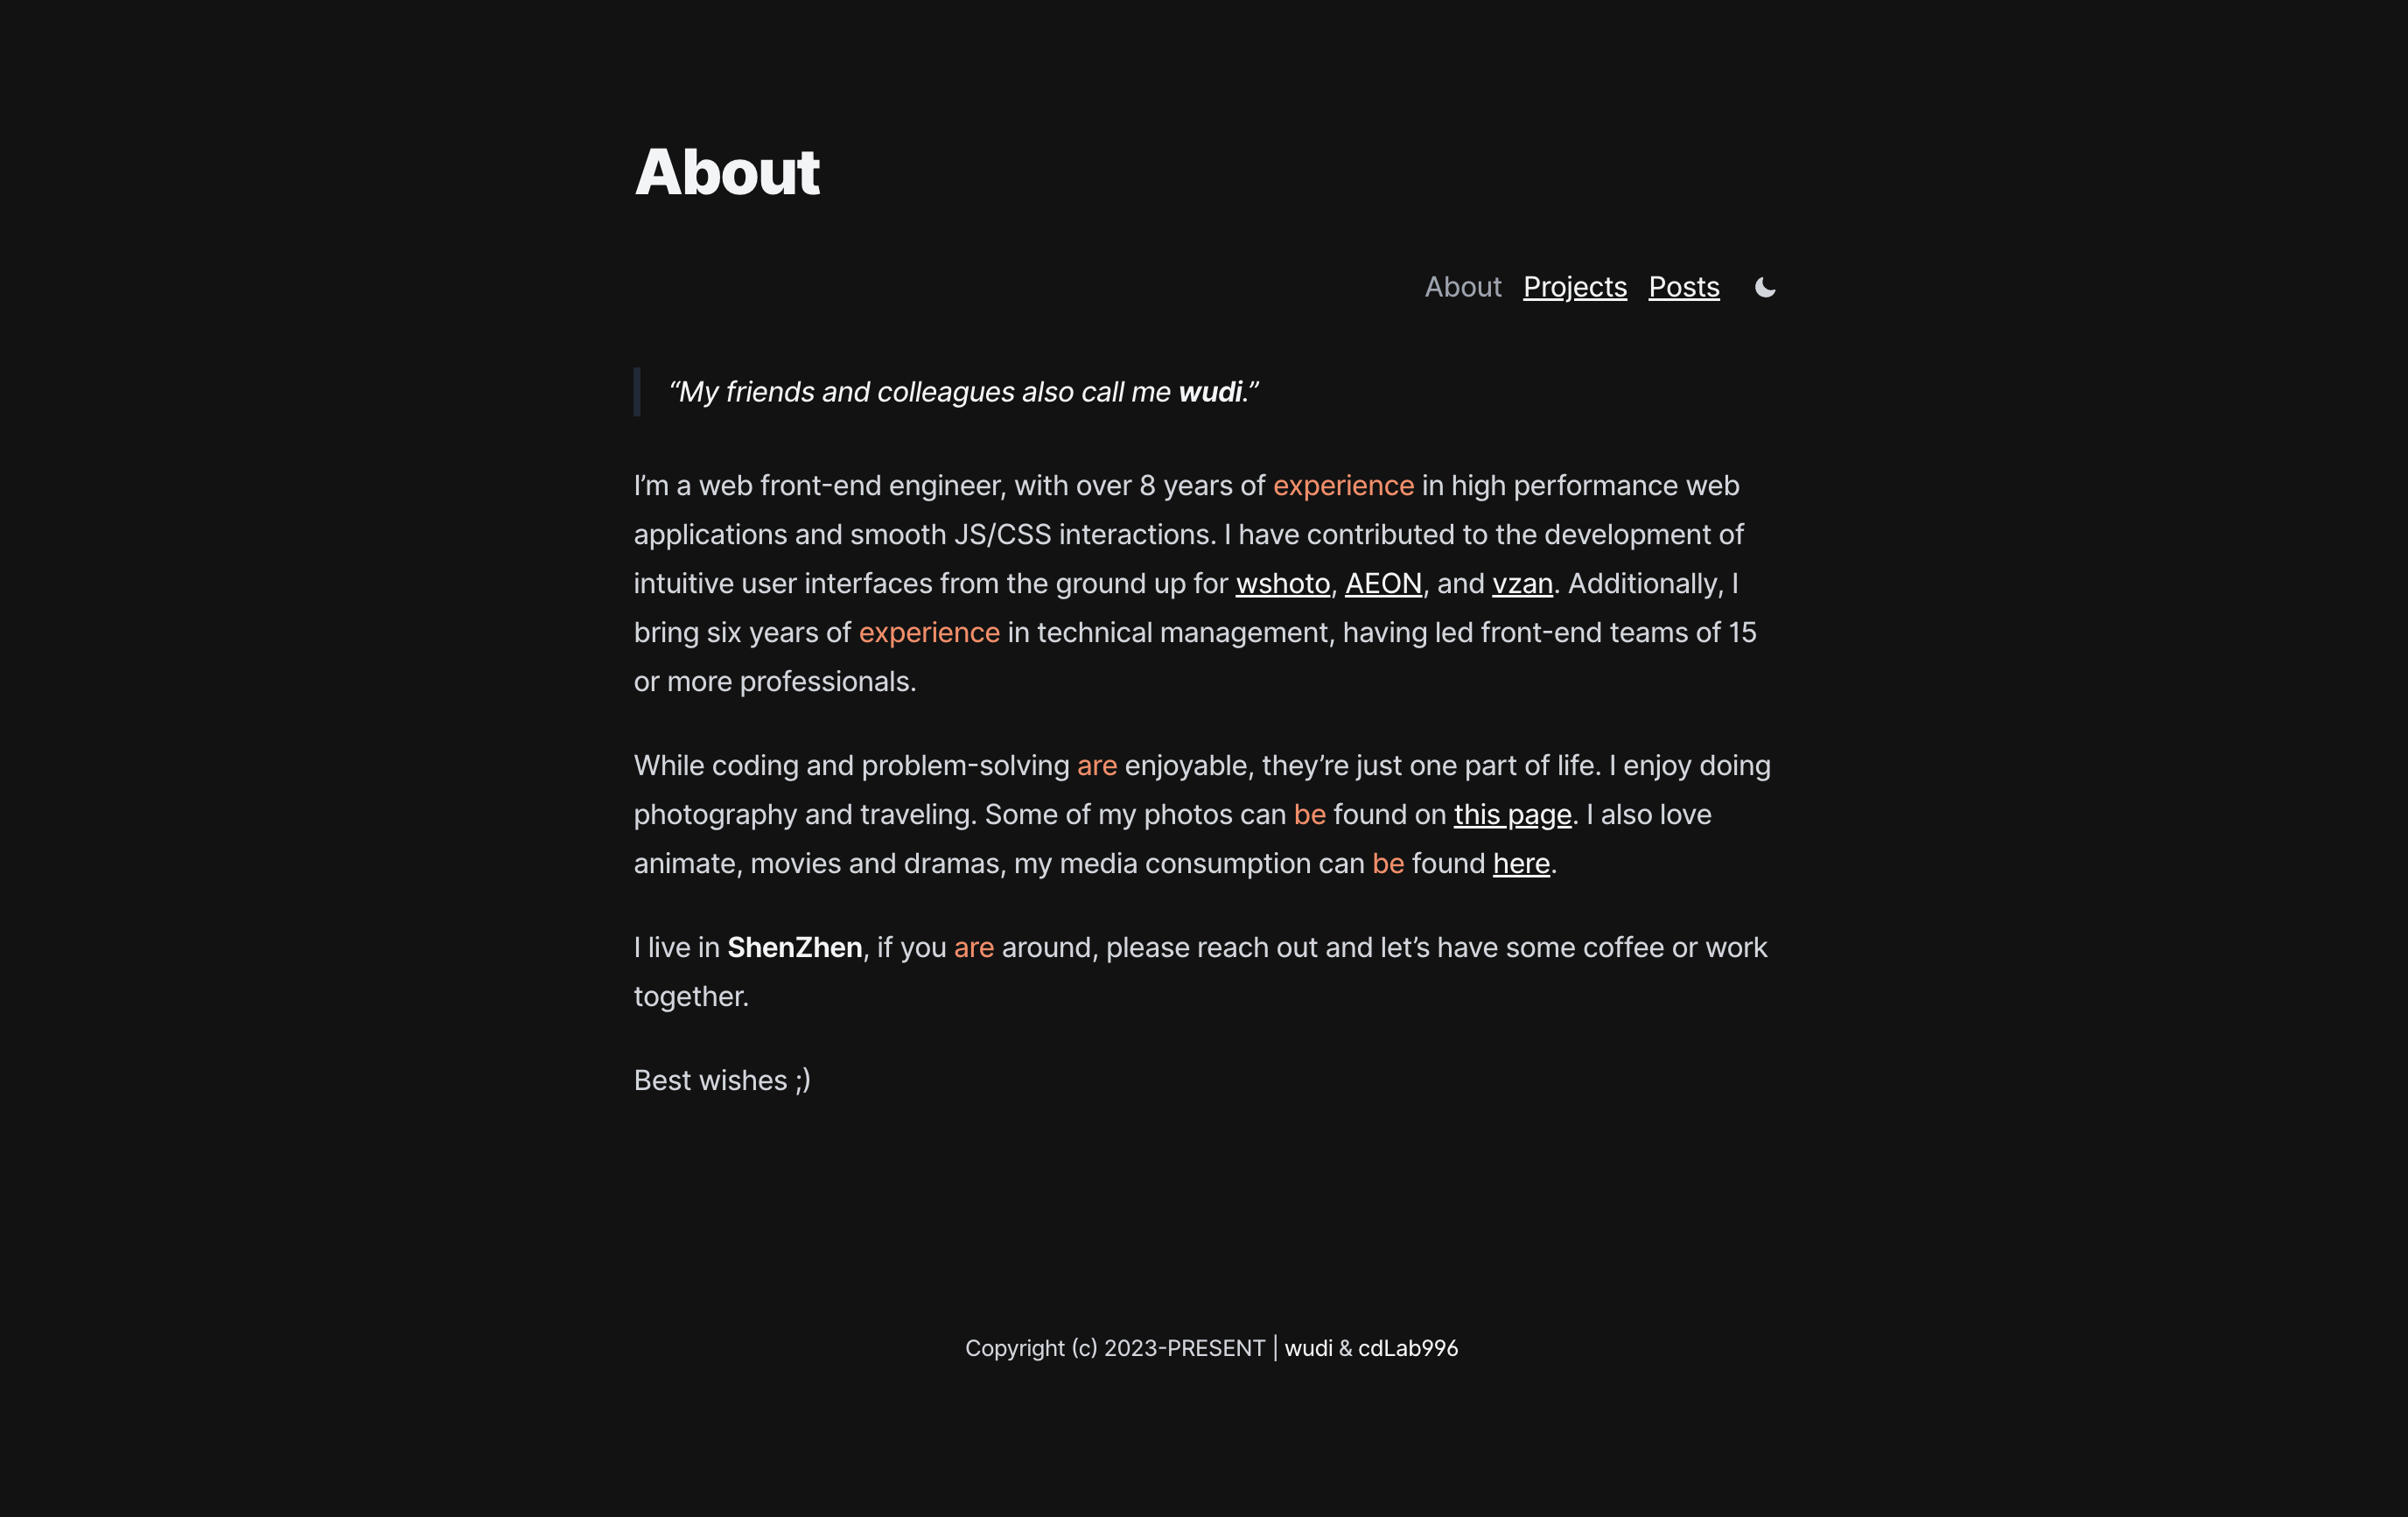 About
About Projects Posts
“My friends and colleagues also call me wudi.”
I’m a web front-end engineer, with over 8 years of experience in high performance web
applications and smooth JS/CSS interactions. I have contributed to the development of
intuitive user interfaces from the ground up for wshoto, AEON, and vzan. Additionally, I
bring six years of experience in technical management, having led front-end teams of 15
or more professionals.
While coding and problem-solving are enjoyable, they’re just one part of life. I enjoy doing
photography and traveling. Some of my photos can be found on this page. I also love
animate, movies and dramas, my media consumption can be found here.
I live in ShenZhen, if you are around, please reach out and let’s have some coffee or work
together.
Best wishes ;)
Copyright (c) 2023-PRESENT | wudi & cdLab996